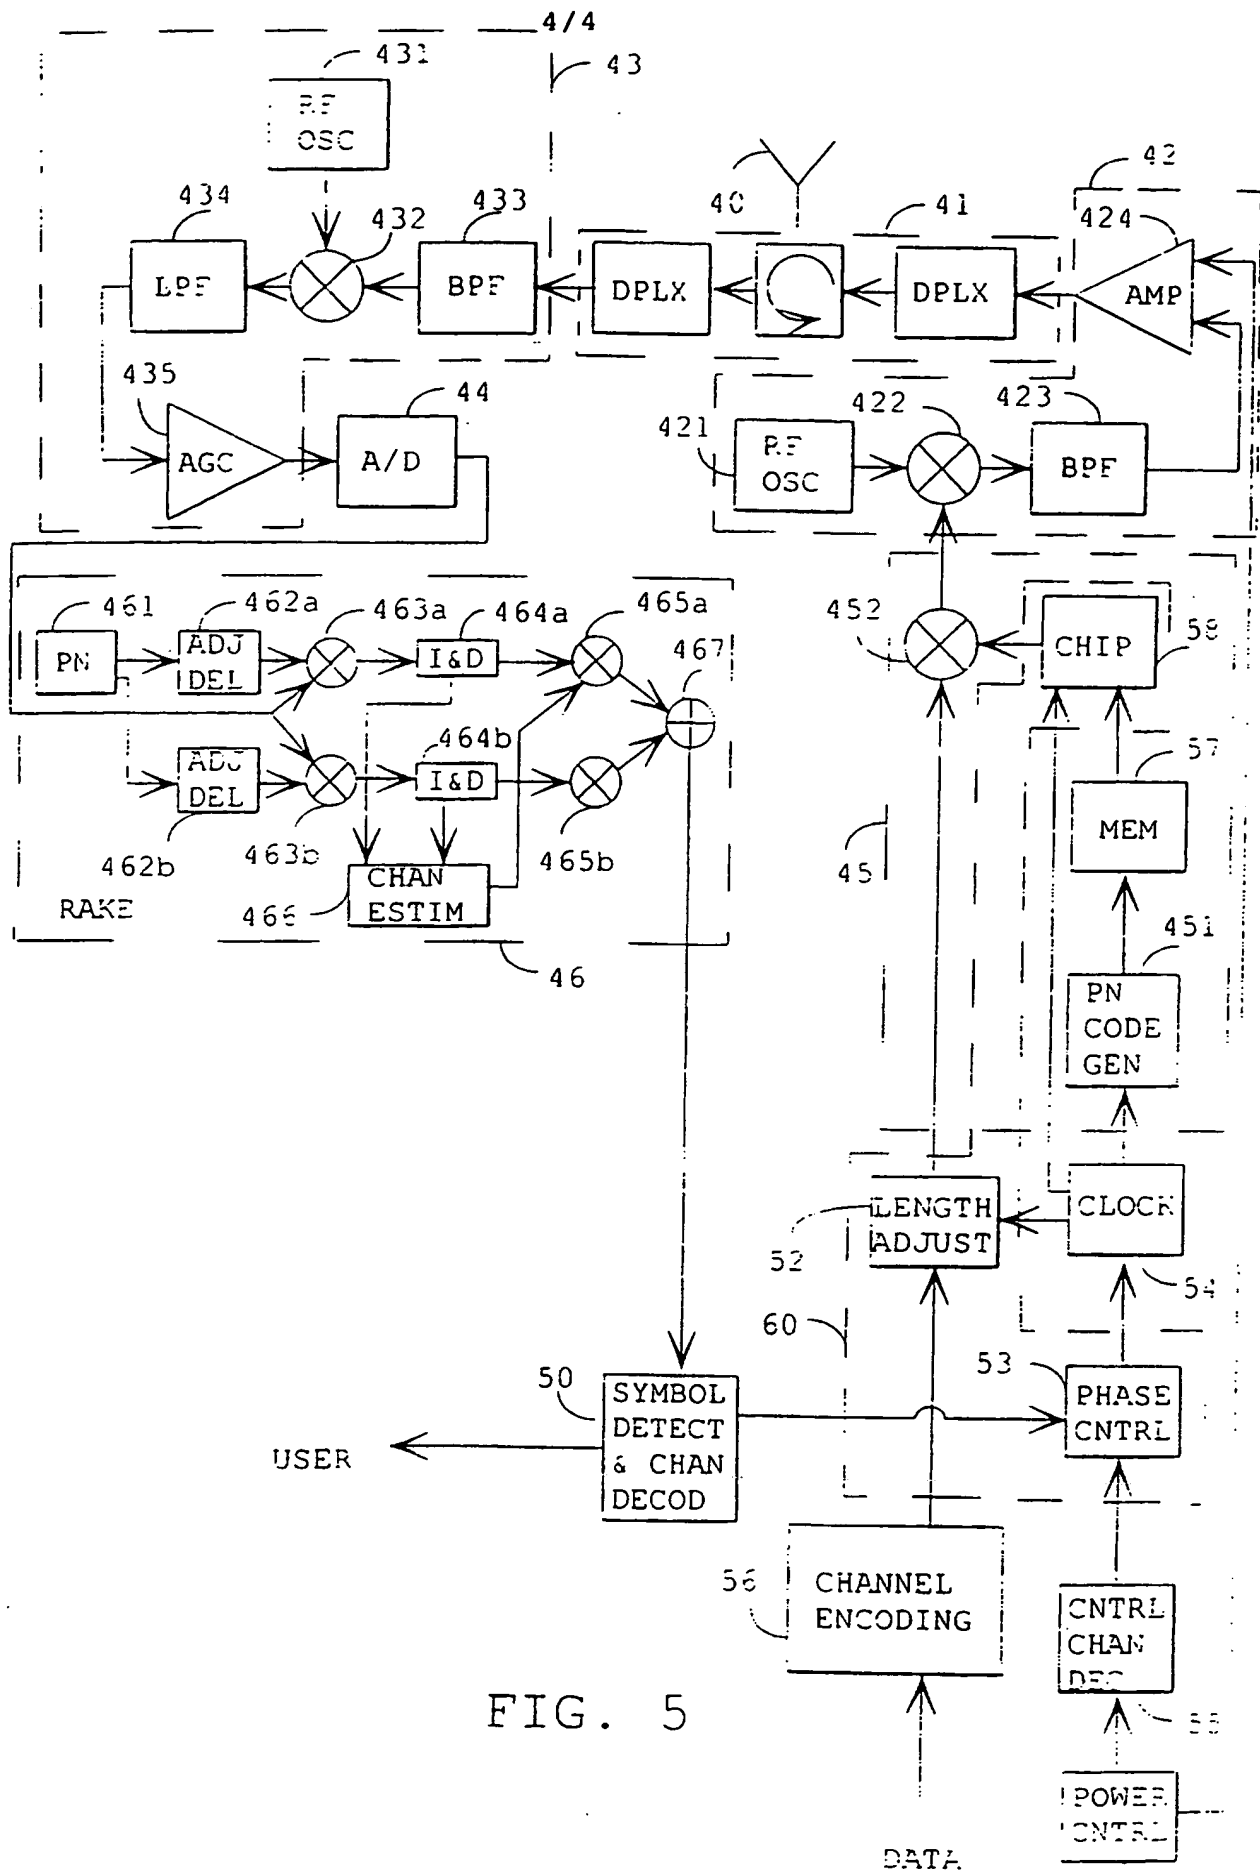 4/4
431
43
RF
OSC
42
40
41
424
434
432
433
LPF
BPF
DPLX
DPLX
AMP
435
44
422
423
421
AGC
A/D
RF
OSC
BPF
461
462a
463a
464a
465a
452
467
CHIP
58
PN
ADJ
DEL
I&D
464b
57
ADJ
DEL
I&D
MEM
45
462b
463b
465b
CHAN
ESTIM
RAKE
466
451
46
PN
CODE
GEN
LENGTH
ADJUST
CLOCK
52
54
60
53
50
SYMBOL
DETECT
& CHAN
DECOD
PHASE
CNTRL
USER
56
CHANNEL
ENCODING
CNTRL
CHAN
DEC
55
FIG. 5
POWER
CNTRL
DATA